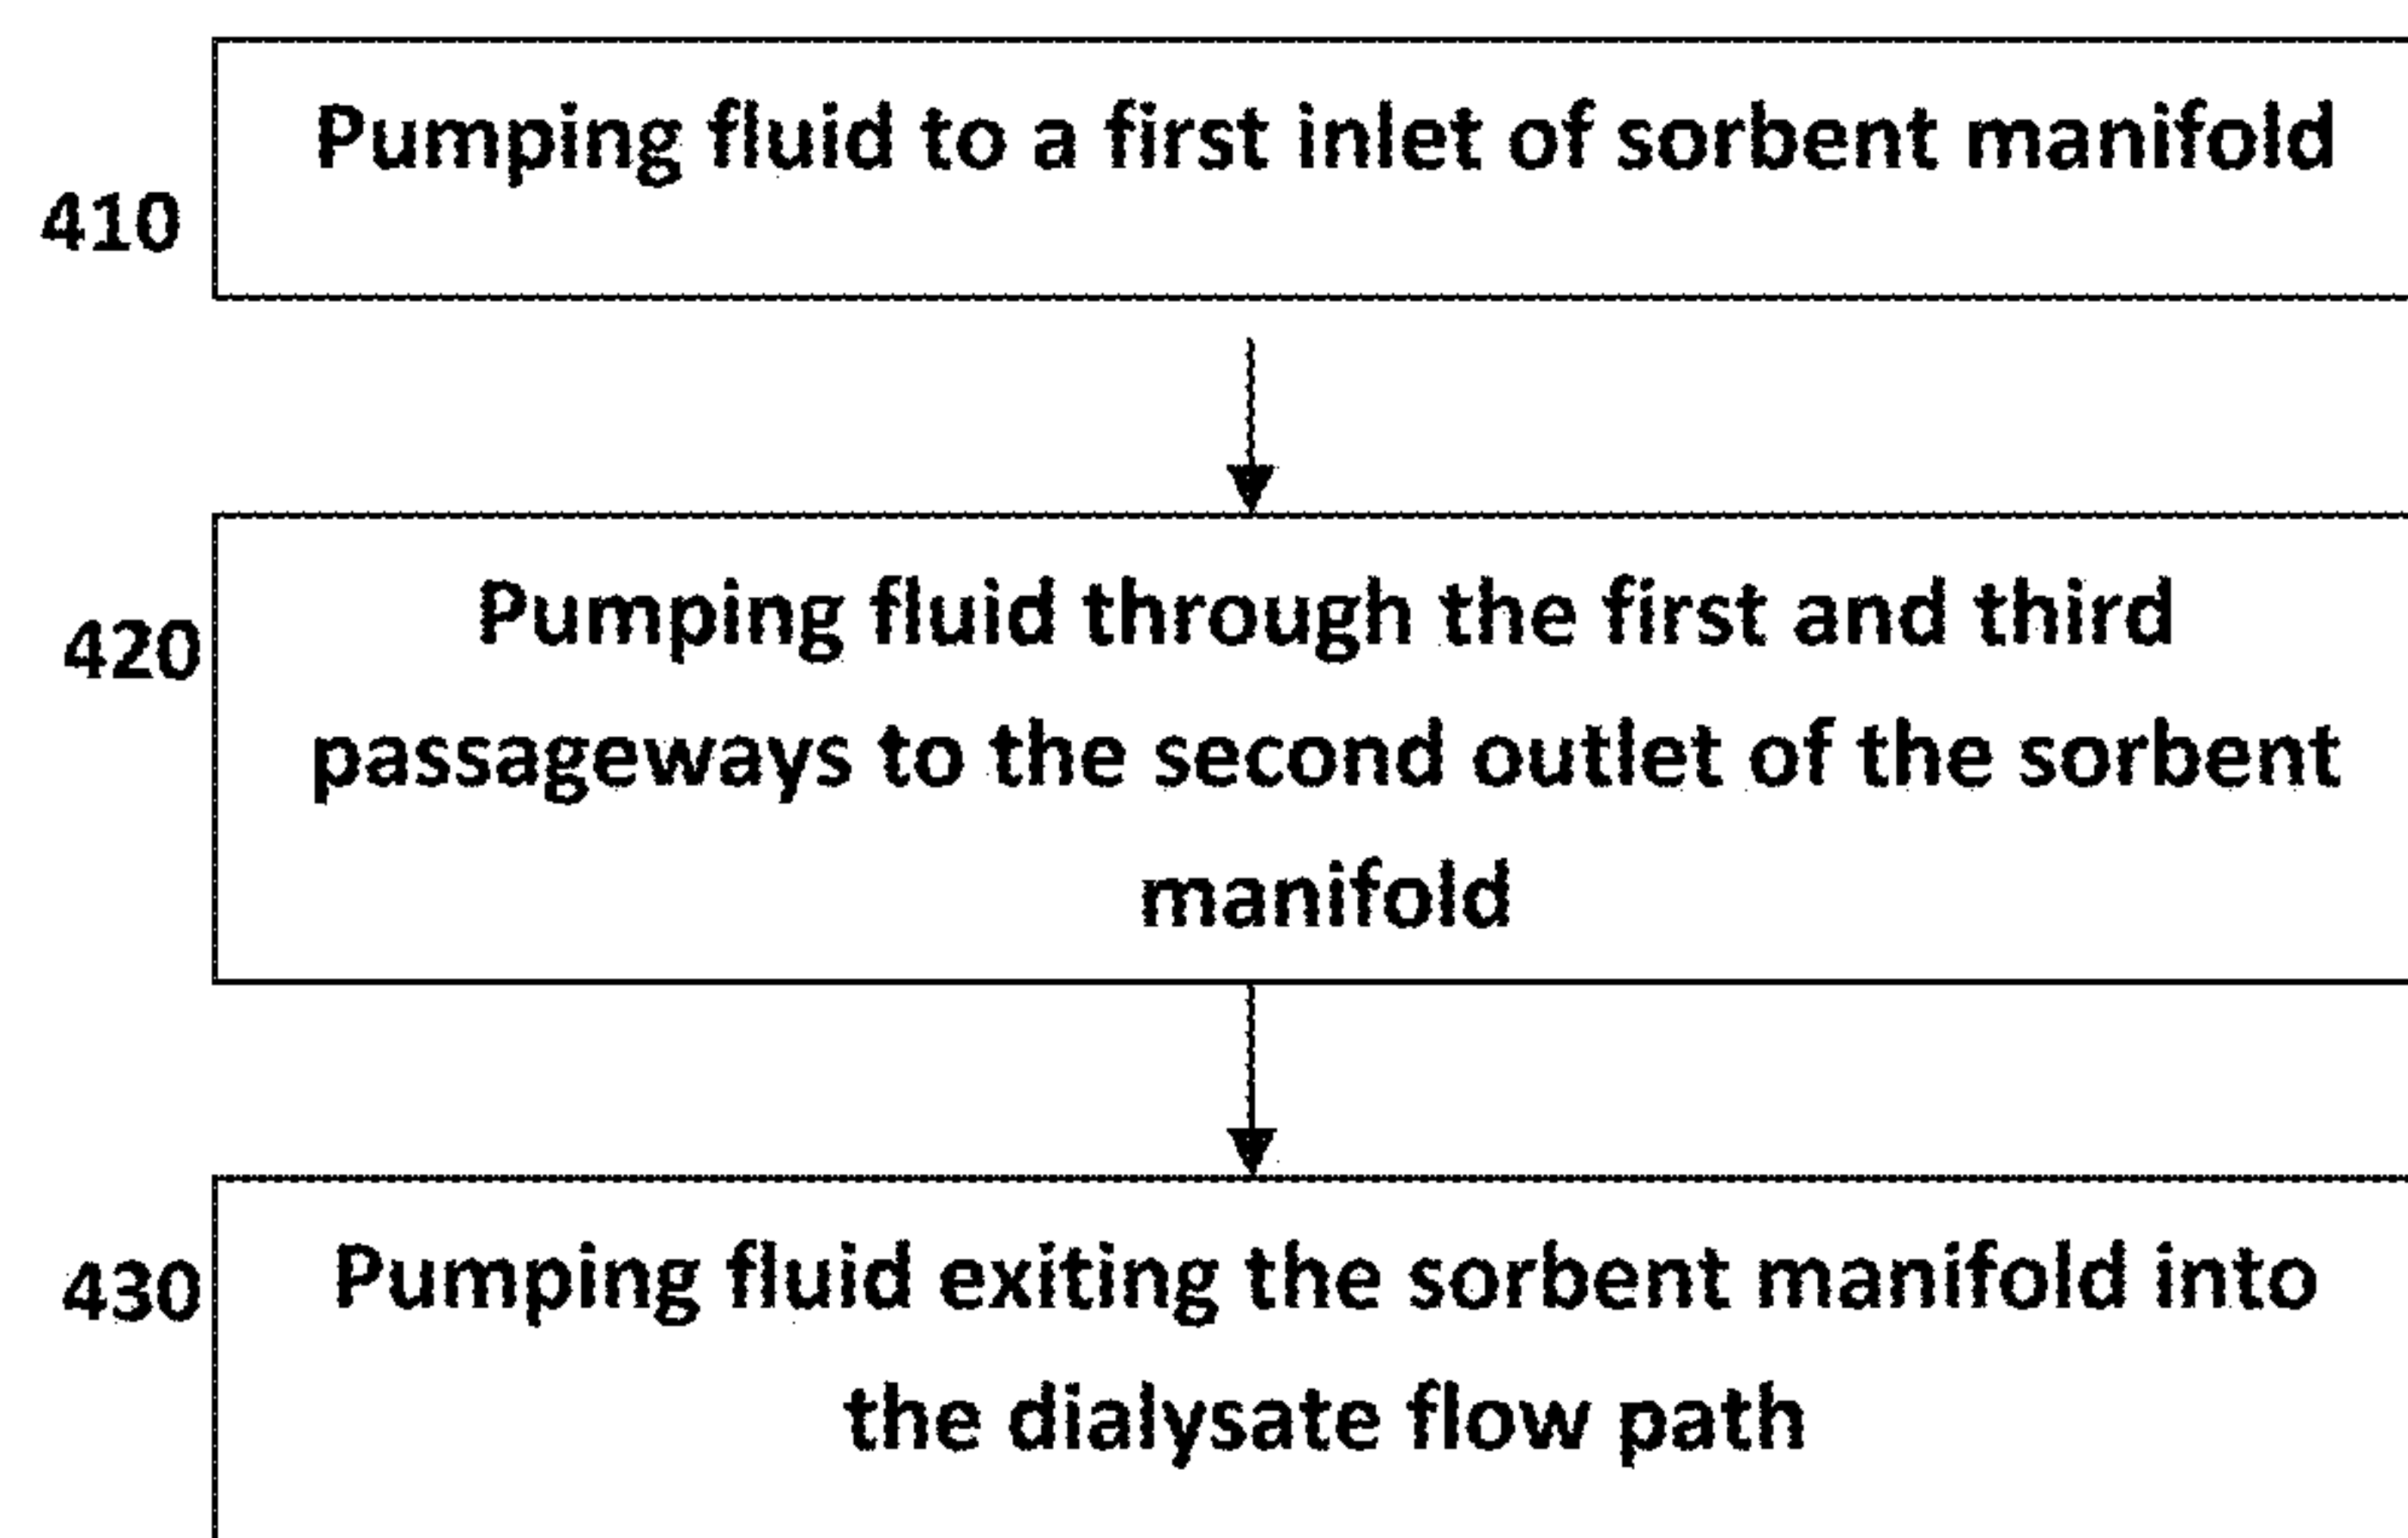 Pumping fluid to a first inlet of sorbent manifold
410
Pumping fluid through the first and third
420
passageways to the second outlet of the sorbent
manifold
430
Pumping fluid exiting the sorbent manifold into
the dialysate flow path